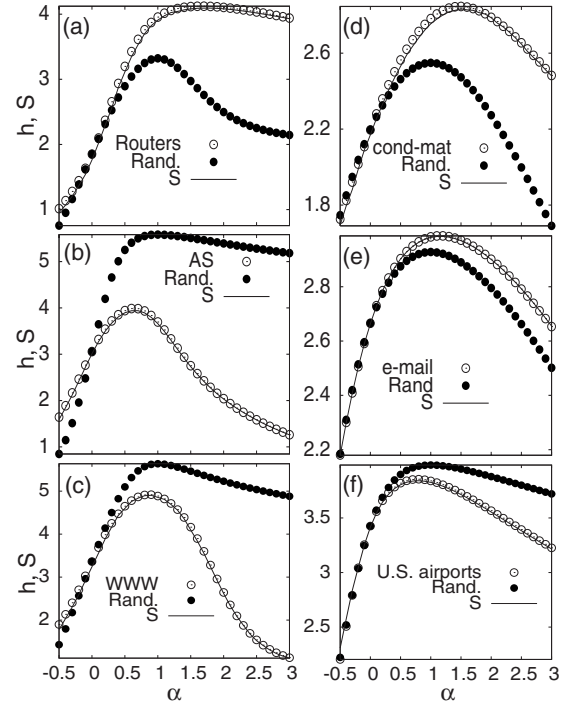 (a)
4
3
2
1
h, S
Routers
Rand.
S
(d)
2.6
2.2
1.8
cond-mat
Rand.
S
(b)
5
4
3
2
1
h, S
AS
Rand.
S
(e)
2.8
2.6
2.4
2.2
e-mail
Rand
S
(c)
5
4
3
2
h, S
WWW
Rand.
S
-0.5 0 0.5 1 1.5 2 2.5 3
α
(f)
3.5
3
2.5
U.S. airports
Rand.
S
-0.5 0 0.5 1 1.5 2 2.5 3
α